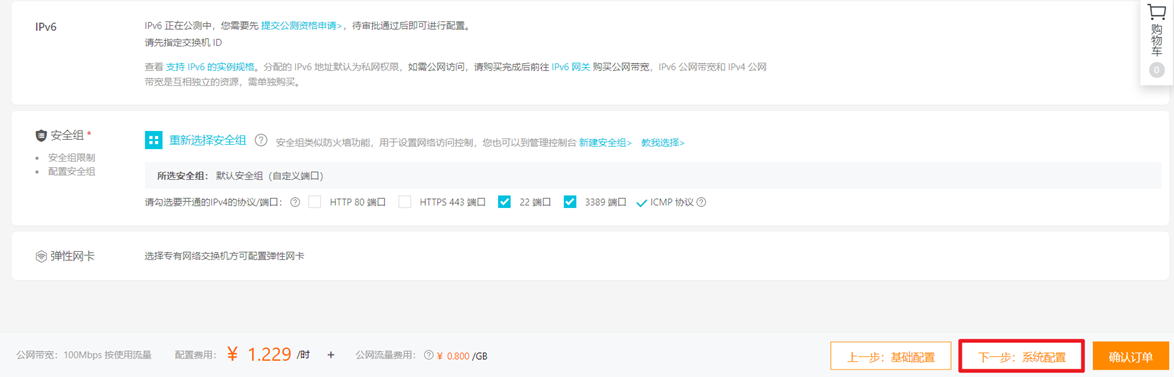 IPv6
IPv6 正在公测中，您需要先 提交公测资格申请>，待审批通过后即可进行配置。
请先指定交换机 ID
查看 支持 IPv6 的实例规格。分配的 IPv6 地址默认为私网权限，如需公网访问，请购买完成后前往 IPv6 网关 购买公网带宽，IPv6 公网带宽和 IPv4 公网
带宽是互相独立的资源，需单独购买。
购物车
0
安全组 *
• 安全组限制
• 配置安全组
重新选择安全组 ? 安全组类似防火墙功能，用于设置网络访问控制，您也可以到管理控制台 新建安全组> 教我选择>
所选安全组： 默认安全组（自定义端口）
请勾选要开通的IPv4的协议/端口： ? HTTP 80 端口 HTTPS 443 端口 22 端口 3389 端口 ICMP 协议 ?
弹性网卡
选择专有网络交换机方可配置弹性网卡
公网带宽：100Mbps 按使用流量 配置费用： ¥ 1.229 /时 + 公网流量费用： ? ¥ 0.800 /GB
上一步：基础配置 下一步：系统配置 确认订单